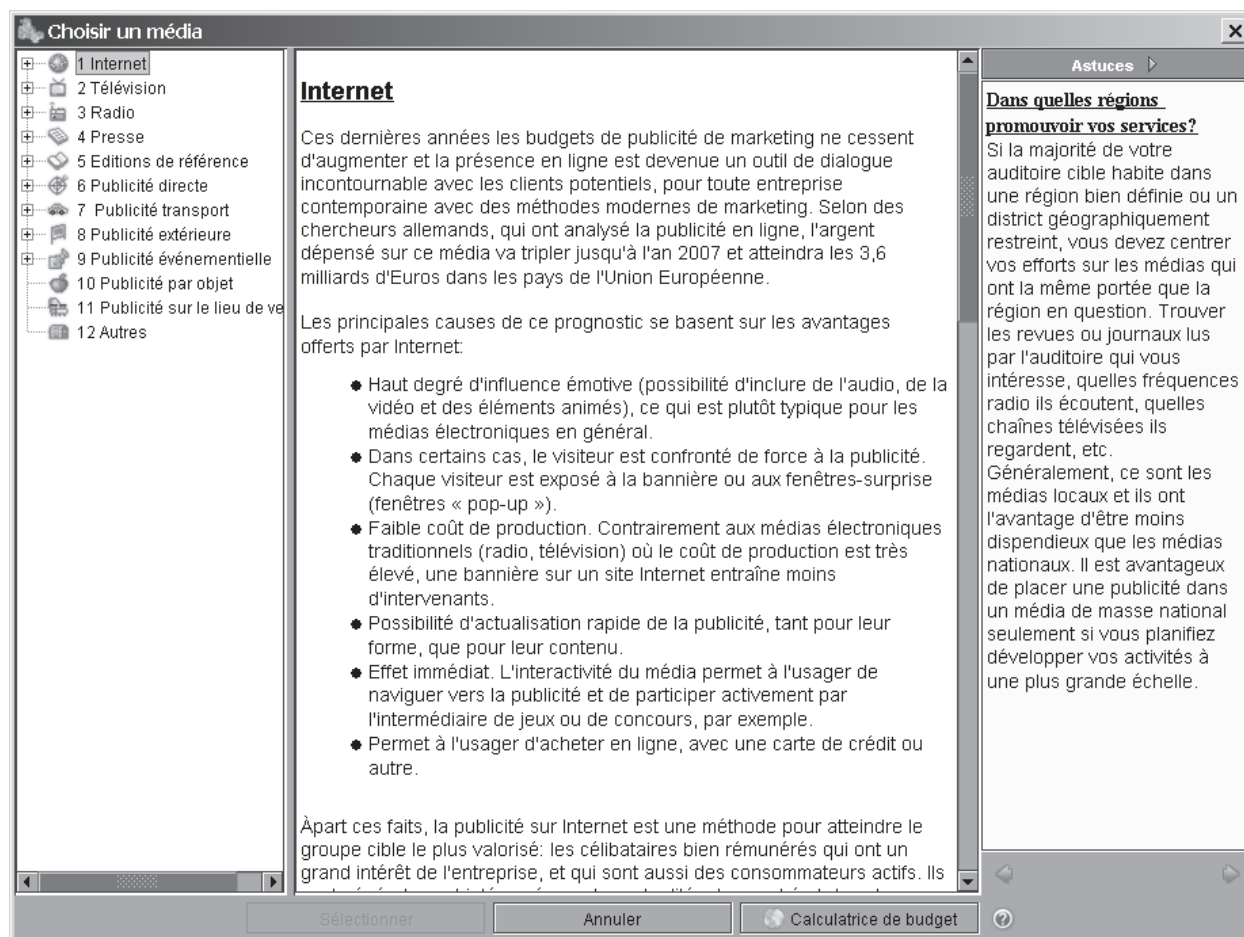 Choisir un média
1 Internet
2 Télévision
3 Radio
4 Presse
5 Editions de référence
6 Publicité directe
7 Publicité transport
8 Publicité extérieure
9 Publicité événementielle
10 Publicité par objet
11 Publicité sur le lieu de ve
12 Autres
Internet
Ces dernières années les budgets de publicité de marketing ne cessent
d'augmenter et la présence en ligne est devenue un outil de dialogue
incontournable avec les clients potentiels, pour toute entreprise
contemporaine avec des méthodes modernes de marketing. Selon des
chercheurs allemands, qui ont analysé la publicité en ligne, l'argent
dépensé sur ce média va tripler jusqu'à l'an 2007 et atteindra les 3,6
milliards d'Euros dans les pays de l'Union Européenne.
Les principales causes de ce prognostic se basent sur les avantages
offerts par Internet:
● Haut degré d'influence émotive (possibilité d'inclure de l'audio, de la
vidéo et des éléments animés), ce qui est plutôt typique pour les
médias électroniques en général.
● Dans certains cas, le visiteur est confronté de force à la publicité.
Chaque visiteur est exposé à la bannière ou aux fenêtres-surprise
(fenêtres « pop-up »).
● Faible coût de production. Contrairement aux médias électroniques
traditionnels (radio, télévision) où le coût de production est très
élevé, une bannière sur un site Internet entraîne moins
d'intervenants.
● Possibilité d'actualisation rapide de la publicité, tant pour leur
forme, que pour leur contenu.
● Effet immédiat. L'interactivité du média permet à l'usager de
naviguer vers la publicité et de participer activement par
l'intermédiaire de jeux ou de concours, par exemple.
● Permet à l'usager d'acheter en ligne, avec une carte de crédit ou
autre.
Àpart ces faits, la publicité sur Internet est une méthode pour atteindre le
groupe cible le plus valorisé: les célibataires bien rémunérés qui ont un
grand intérêt de l'entreprise, et qui sont aussi des consommateurs actifs. Ils
Astuces
Dans quelles régions
promouvoir vos services?
Si la majorité de votre
auditoire cible habite dans
une région bien définie ou un
district géographiquement
restreint, vous devez centrer
vos efforts sur les médias qui
ont la même portée que la
région en question. Trouver
les revues ou journaux lus
par l'auditoire qui vous
intéresse, quelles fréquences
radio ils écoutent, quelles
chaînes télévisées ils
regardent, etc.
Généralement, ce sont les
médias locaux et ils ont
l'avantage d'être moins
dispendieux que les médias
nationaux. Il est avantageux
de placer une publicité dans
un média de masse national
seulement si vous planifiez
développer vos activités à
une plus grande échelle.
Sélectionner
Annuler
Calculatrice de budget